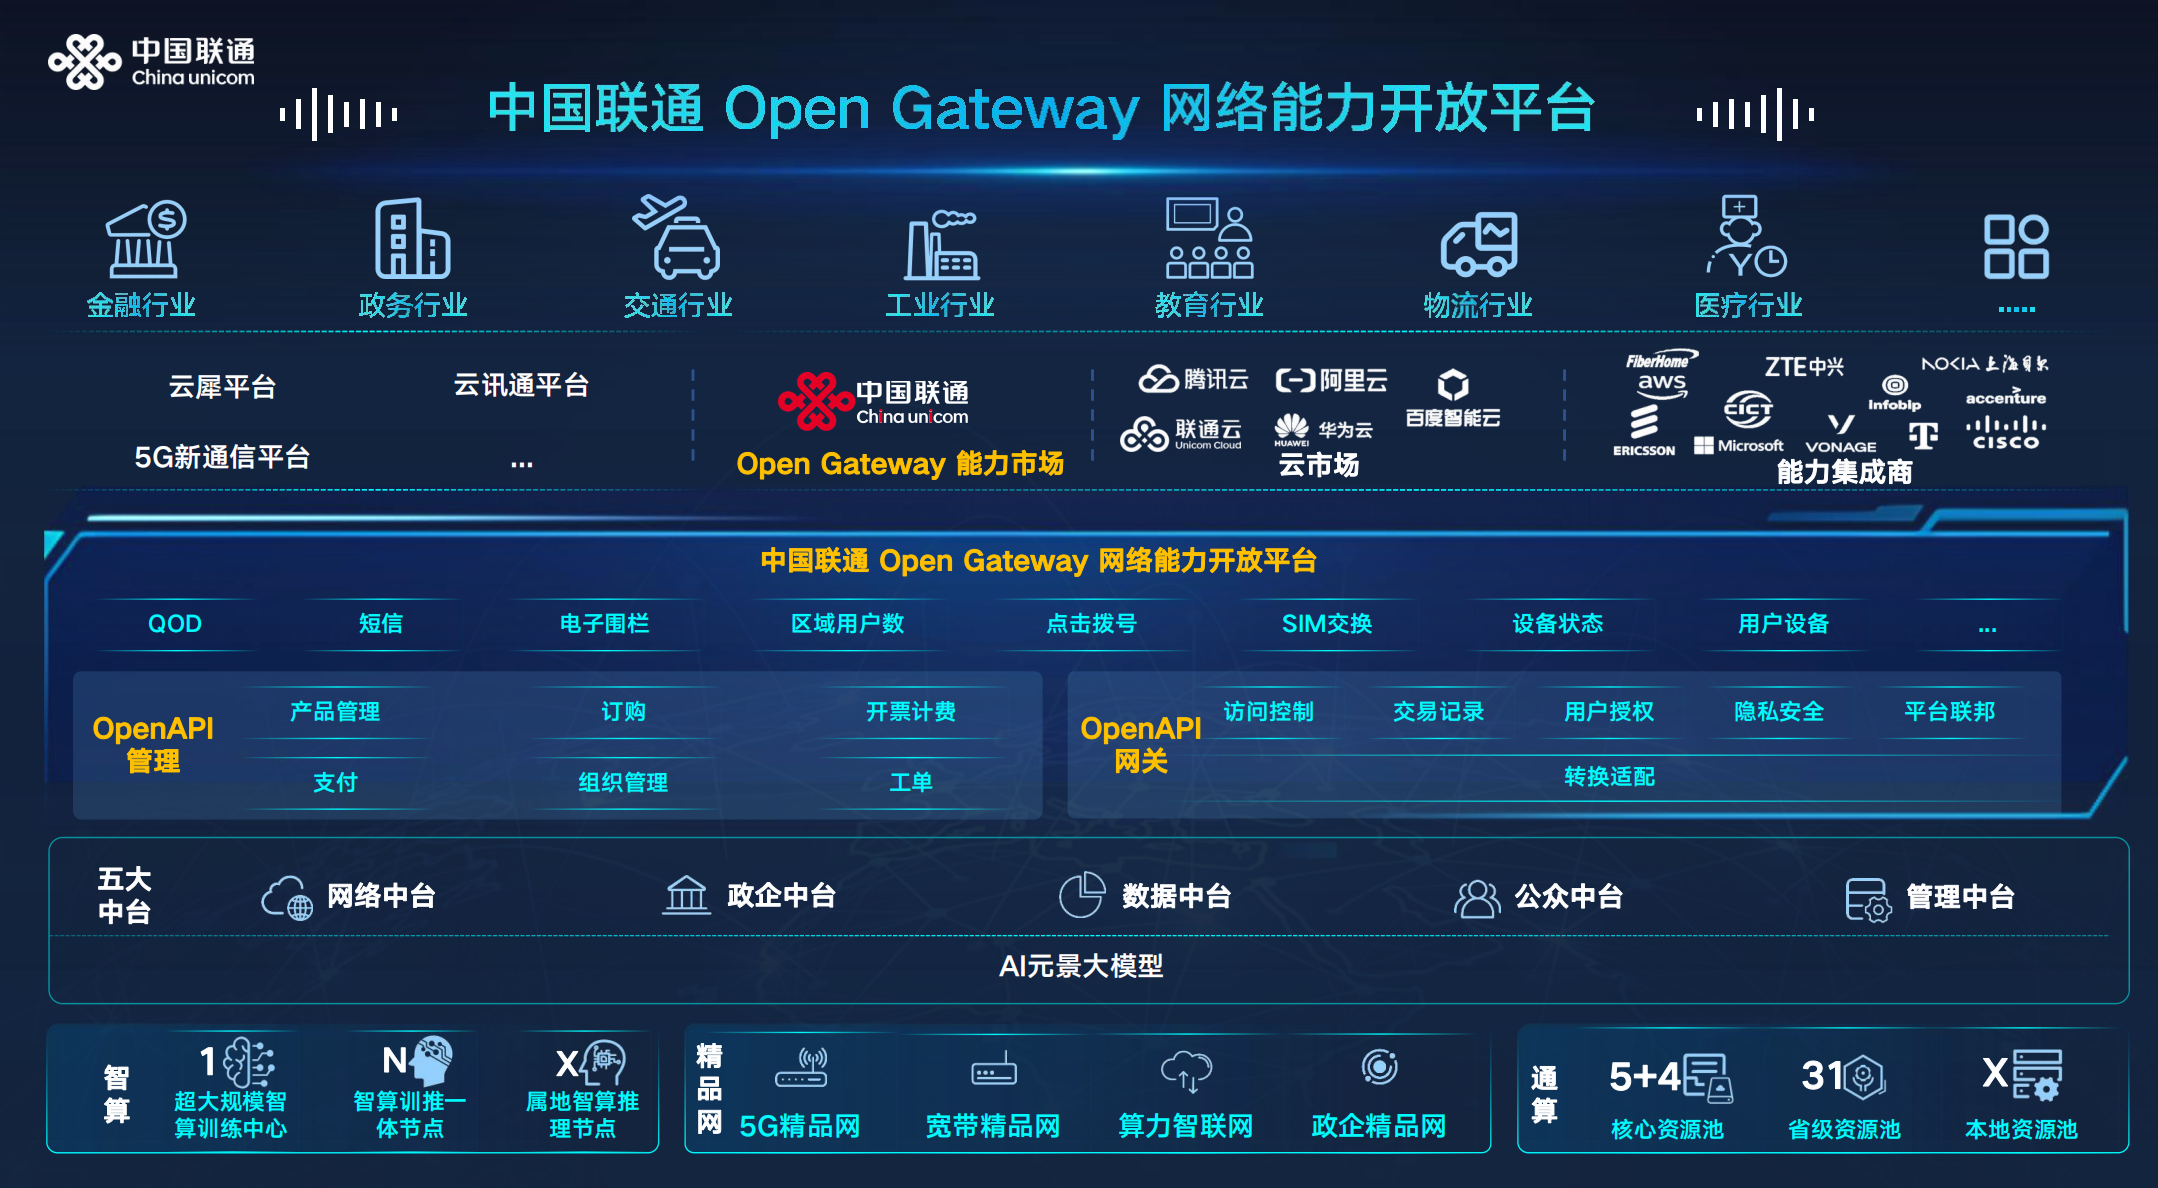 中国联通
China unicom
中国联通 Open Gateway 网络能力开放平台
金融行业
政务行业
交通行业
工业行业
教育行业
物流行业
医疗行业
.....
云犀平台
云讯通平台
5G新通信平台
...
中国联通
China unicom
Open Gateway 能力市场
腾讯云
阿里云
百度智能云
联通云
Unicom Cloud
HUAWEI
华为云
云市场
FiberHome
aws
ZTE中兴
NOKIA 上海贝尔
CICT
Infobip
accenture
ERICSSON
Microsoft
VONAGE
T
CISCO
能力集成商
中国联通 Open Gateway 网络能力开放平台
QOD
短信
电子围栏
区域用户数
点击拨号
SIM交换
设备状态
用户设备
...
OpenAPI
管理
产品管理
订购
开票计费
支付
组织管理
工单
OpenAPI
网关
访问控制
交易记录
用户授权
隐私安全
平台联邦
转换适配
五大
中台
网络中台
政企中台
数据中台
公众中台
管理中台
AI元景大模型
智
算
1
超大规模智
算训练中心
N
智算训推一
体节点
X
属地智算推
理节点
精
品
网
5G精品网
宽带精品网
算力智联网
政企精品网
通
算
5+4
核心资源池
31
省级资源池
X
本地资源池